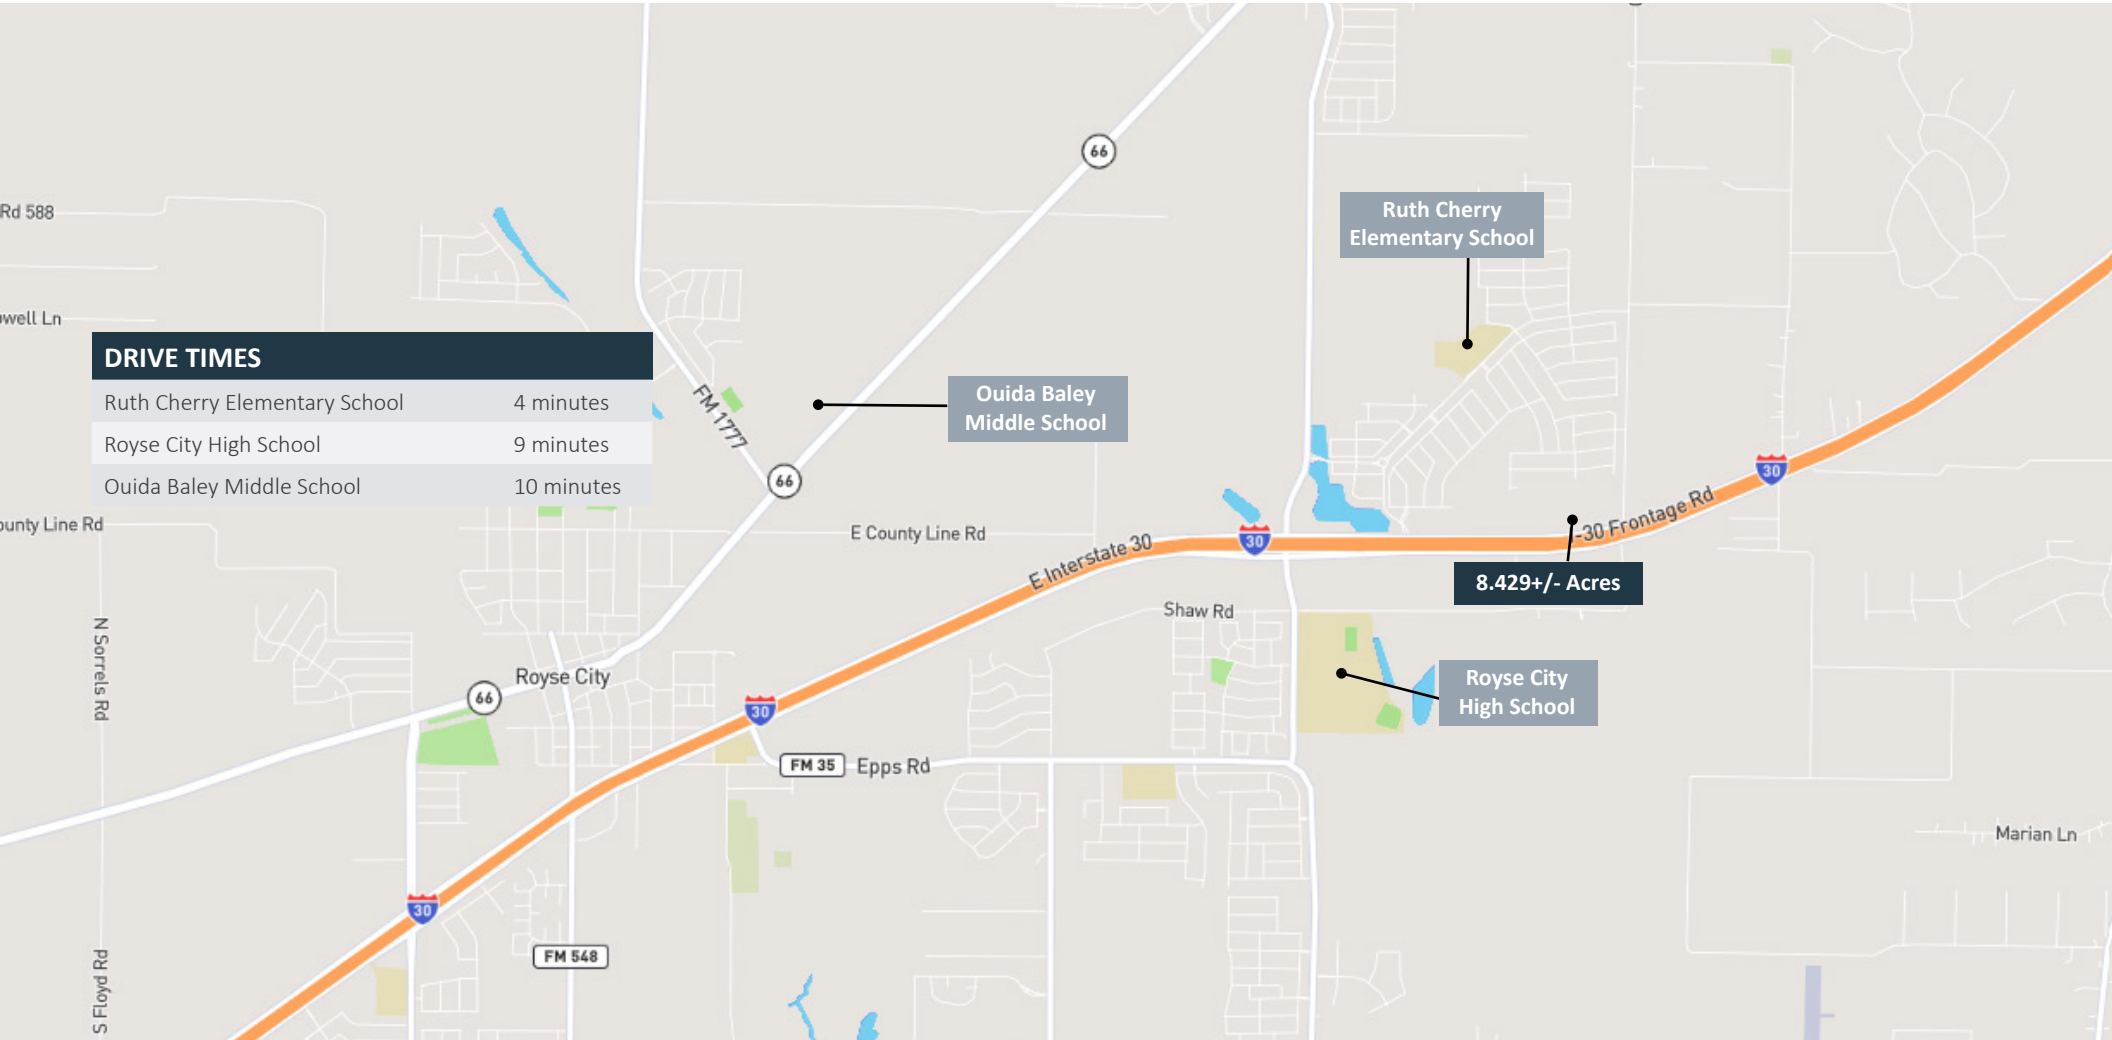 66
Rd 588
Ruth Cherry
Elementary School
DRIVE TIMES
Ruth Cherry Elementary School 4 minutes
Royse City High School 9 minutes
Ouida Baley Middle School 10 minutes
FM 1777
Ouida Baley
Middle School
66
30
E County Line Rd
E Interstate 30
30
-30 Frontage Rd
8.429+/- Acres
Shaw Rd
N Sorrels Rd
Royse City
66
30
Royse City
High School
FM 35
Epps Rd
Marian Ln
30
FM 548
S Floyd Rd
well Ln
ounty Line Rd